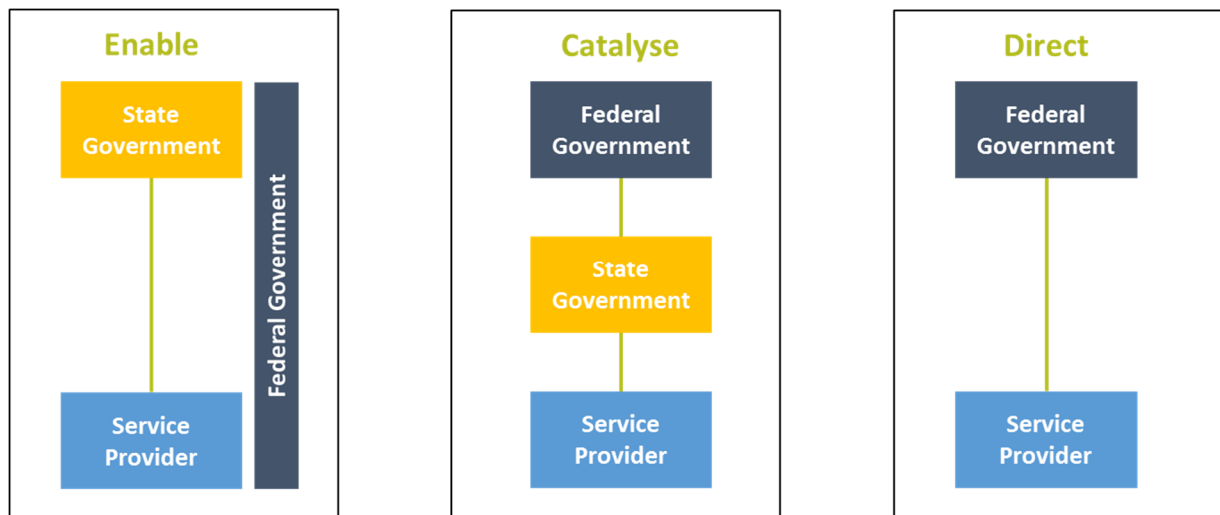 Enable
State
Government
Federal Government
Service
Provider
Catalyse
Federal
Government
State
Government
Service
Provider
Direct
Federal
Government
Service
Provider